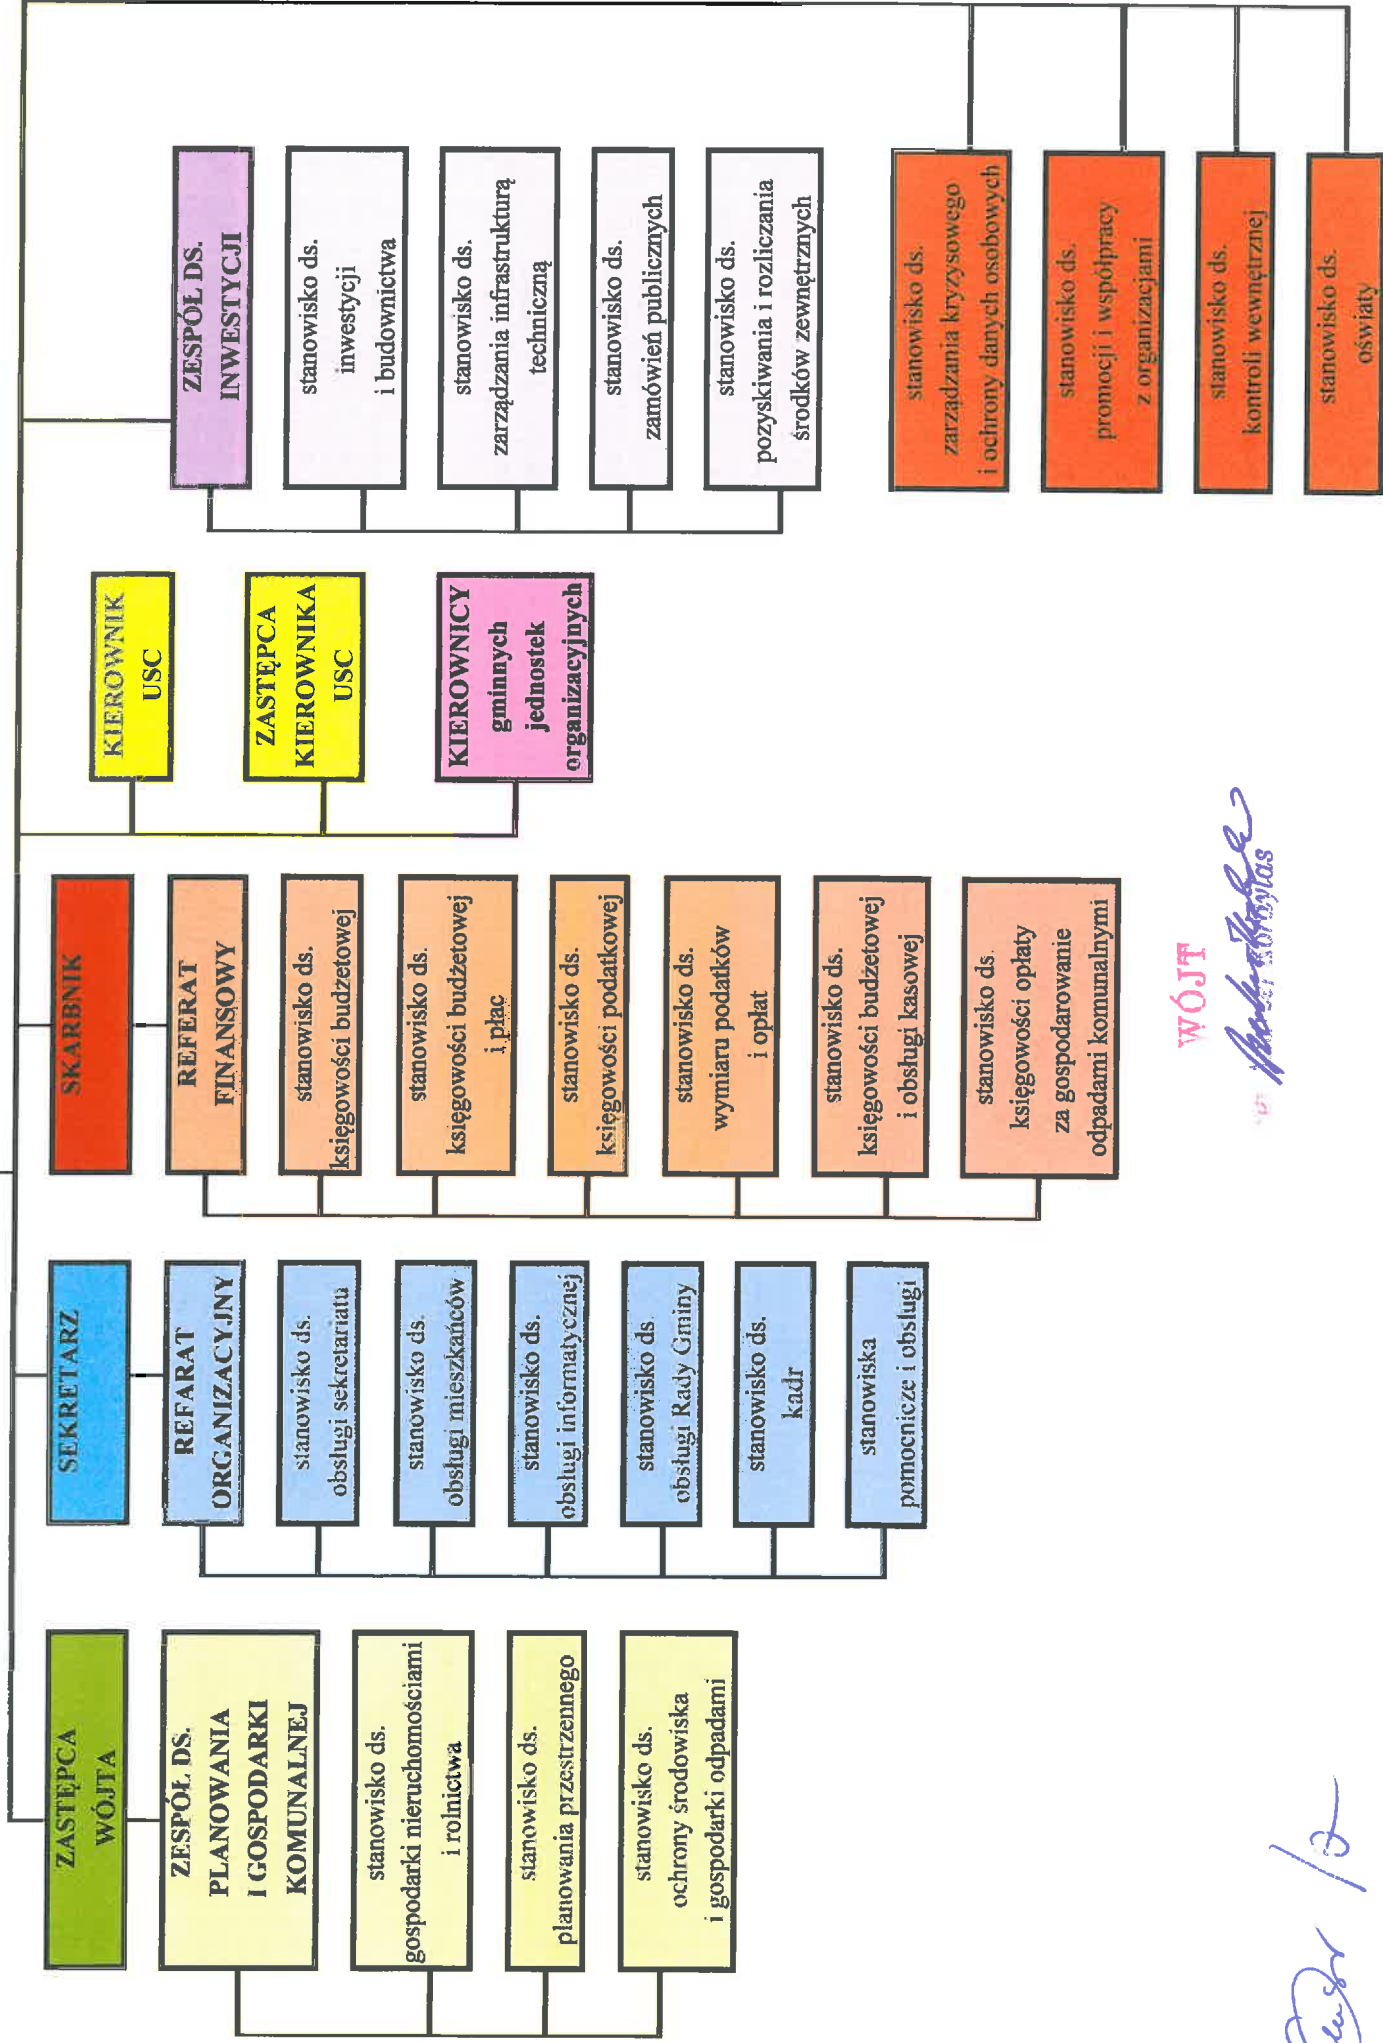 ZASTĘPCA
WÓJTA
ZESPÓŁ DS.
PLANOWANIA
I GOSPODARKI
KOMUNALNEJ
stanowisko ds.
gospodarki nieruchomościami
i rolnictwa
stanowisko ds.
planowania przestrzennego
stanowisko ds.
ochrony środowiska
i gospodarki odpadami
SEKRETARZ
REFARAT
ORGANIZACYJNY
stanowisko ds.
obsługi sekretariatu
stanowisko ds.
obsługi mieszkańców
stanowisko ds.
obsługi informatycznej
stanowisko ds
obsługi Rady Gminy
stanowisko ds.
kadr
stanowiska
pomocnicze i obsługi
SKARBNIK
REFERAT
FINANSOWY
stanowisko ds.
księgowości budżetowej
stanowisko ds.
księgowości budżetowej
i płac
stanowisko ds.
księgowości podatkowej
stanowisko ds.
wymiaru podatków
i opłat
stanowisko ds.
księgowości budżetowej
i obsługi kasowej
stanowisko ds.
księgowości opłaty
za gospodarowanie
odpadami komunalnymi
KIEROWNIK
USC
ZASTĘPCA
KIEROWNIKA
USC
KIEROWNICY
gminnych
jednostek
organizacyjnych
ZESPÓŁ DS.
INWESTYCJI
stanowisko ds.
inwestycji
i budownictwa
stanowisko ds.
zarządzania infrastrukturą
techniczną
stanowisko ds.
zamówień publicznych
stanowisko ds.
pozyskiwania i rozliczania
środków zewnętrznych
stanowisko ds.
zarządzania kryzysowego
i ochrony danych osobowych
stanowisko ds.
promocji i współpracy
z organizacjami
stanowisko ds.
kontroli wewnętrznej
stanowisko ds.
oświaty
WÓJT